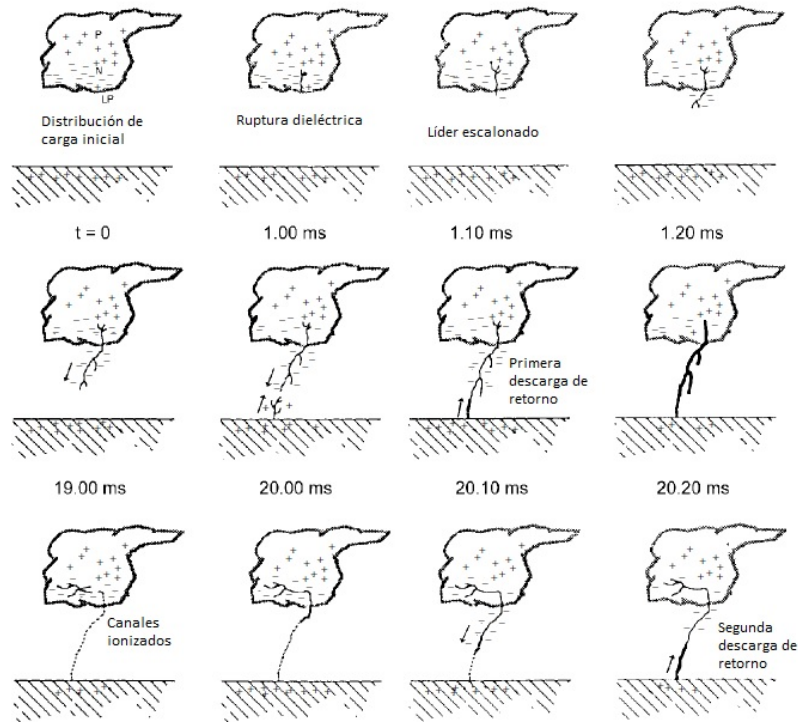 P
N
LP
Distribución de
carga inicial
Ruptura dieléctrica
Líder escalonado
t = 0
1.00 ms
1.10 ms
1.20 ms
Primera
descarga de
retorno
19.00 ms
20.00 ms
20.10 ms
20.20 ms
Canales
ionizados
Segunda
descarga de
retorno